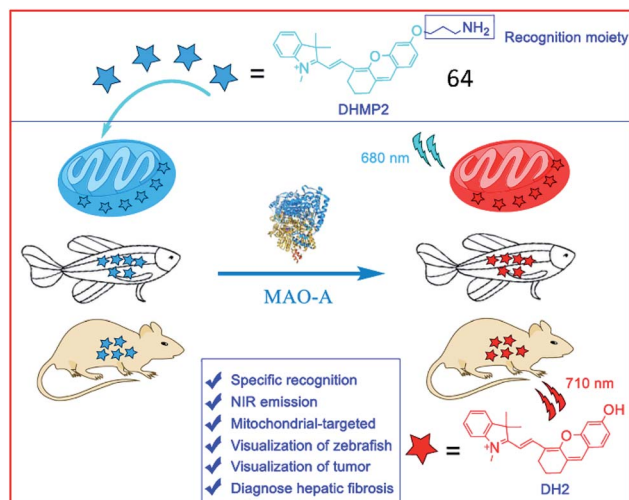 O
NH2
Recognition moiety
O
N
+
=
64
DHMP2
680 nm
MAO-A
710 nm
Specific recognition
NIR emission
Mitochondrial-targeted
Visualization of zebrafish
Visualization of tumor
Diagnose hepatic fibrosis
OH
O
N
+
=
DH2